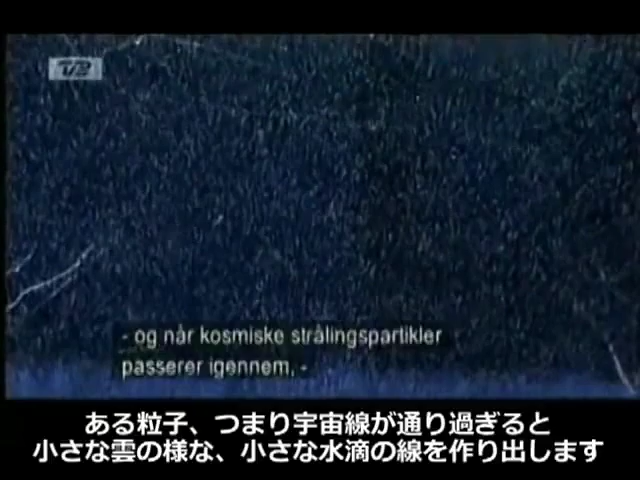 TV2
- og når kosmiske strålingspartikler
passerer igennem, -
ある粒子、つまり宇宙線が通り過ぎると
小さな雲の様な、小さな水滴の線を作り出します